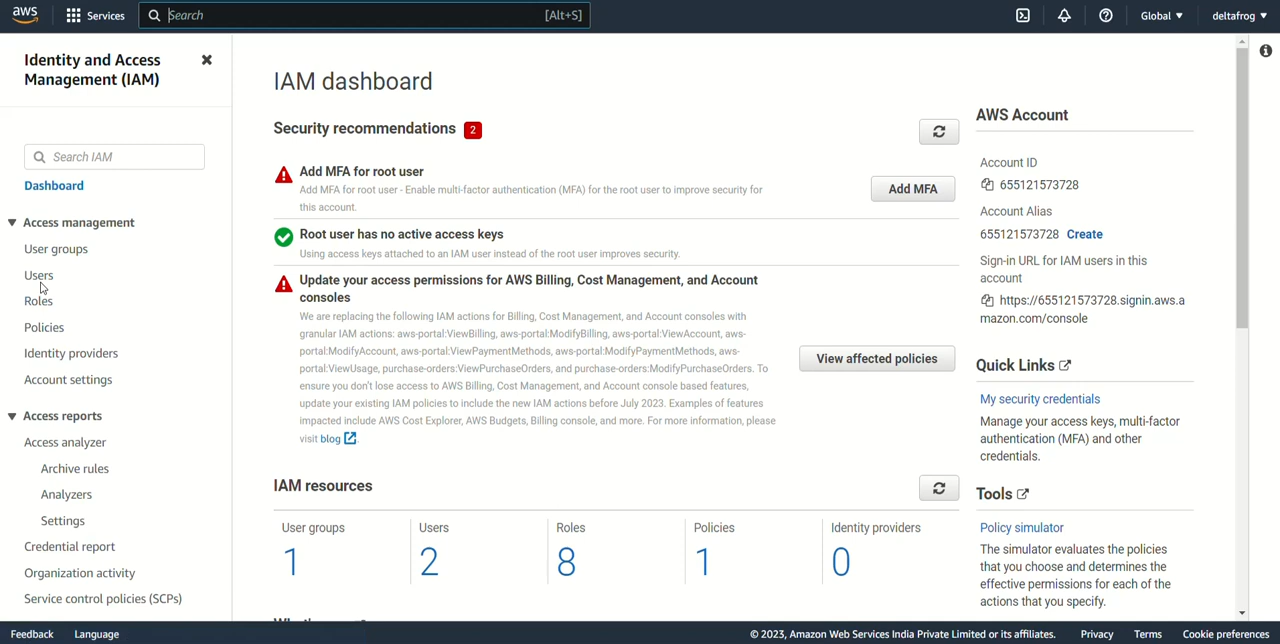 aws
Services
Search
[Alt+S]
Global ▼
deltafrog ▼
Identity and Access
Management (IAM)
Search IAM
Dashboard
Access management
User groups
Users
Roles
Policies
Identity providers
Account settings
Access reports
Access analyzer
Archive rules
Analyzers
Settings
Credential report
Organization activity
Service control policies (SCPs)
IAM dashboard
Security recommendations 2
Add MFA for root user
Add MFA for root user - Enable multi-factor authentication (MFA) for the root user to improve security for
this account.
Add MFA
Root user has no active access keys
Using access keys attached to an IAM user instead of the root user improves security.
Update your access permissions for AWS Billing, Cost Management, and Account
consoles
We are replacing the following IAM actions for Billing, Cost Management, and Account consoles with
granular IAM actions: aws-portal:ViewBilling, aws-portal:ModifyBilling, aws-portal:ViewAccount, aws-
portal:ModifyAccount, aws-portal:ViewPaymentMethods, aws-portal:ModifyPaymentMethods, aws-
portal:ViewUsage, purchase-orders:ViewPurchaseOrders, and purchase-orders:ModifyPurchaseOrders. To
ensure you don't lose access to AWS Billing, Cost Management, and Account console based features,
update your existing IAM policies to include the new IAM actions before July 2023. Examples of features
impacted include AWS Cost Explorer, AWS Budgets, Billing console, and more. For more information, please
visit blog
View affected policies
IAM resources
User groups
1
Users
2
Roles
8
Policies
1
Identity providers
0
AWS Account
Account ID
655121573728
Account Alias
655121573728 Create
Sign-in URL for IAM users in this
account
https://655121573728.signin.aws.a
mazon.com/console
Quick Links
My security credentials
Manage your access keys, multi-factor
authentication (MFA) and other
credentials.
Tools
Policy simulator
The simulator evaluates the policies
that you choose and determines the
effective permissions for each of the
actions that you specify.
Feedback
Language
© 2023, Amazon Web Services India Private Limited or its affiliates.
Privacy
Terms
Cookie preferences